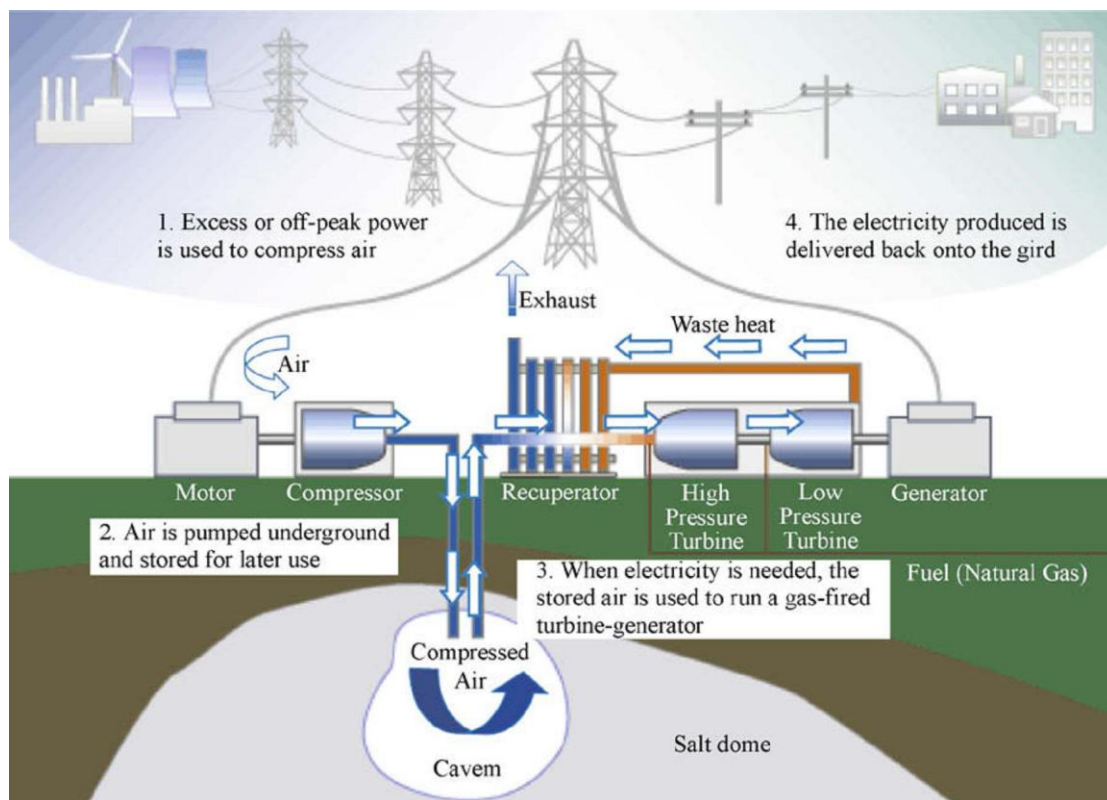 1. Excess or off-peak power
is used to compress air
4. The electricity produced is
delivered back onto the gird
Exhaust
Waste heat
Air
Motor
Compressor
Recuperator
High
Pressure
Turbine
Low
Pressure
Turbine
Generator
2. Air is pumped underground
and stored for later use
3. When electricity is needed, the
stored air is used to run a gas-fired
turbine-generator
Fuel (Natural Gas)
Compressed
Air
Cavem
Salt dome